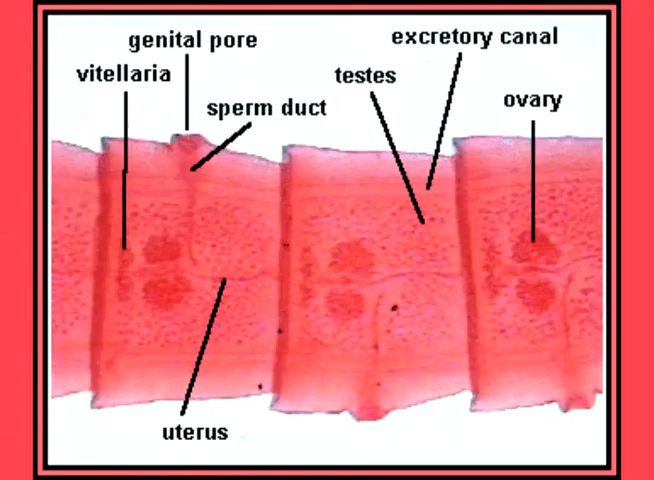 genital pore
excretory canal
vitellaria
testes
sperm duct
ovary
uterus